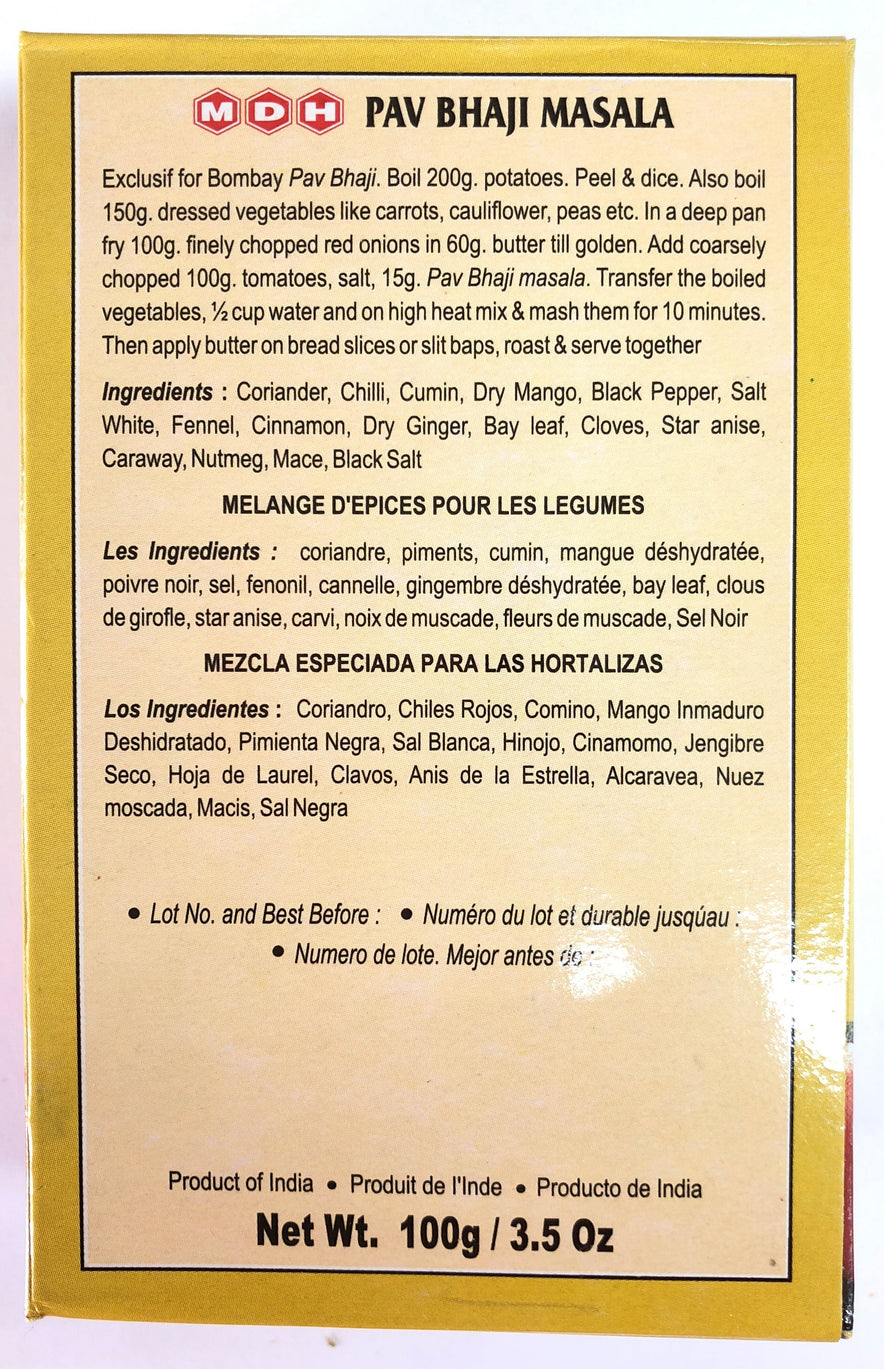 MDH PAV BHAJI MASALA
Exclusif for Bombay Pav Bhaji. Boil 200g. potatoes. Peel & dice. Also boil
150g. dressed vegetables like carrots, cauliflower, peas etc. In a deep pan
fry 100g. finely chopped red onions in 60g. butter till golden. Add coarsely
chopped 100g. tomatoes, salt, 15g. Pav Bhaji masala. Transfer the boiled
vegetables, ½ cup water and on high heat mix & mash them for 10 minutes.
Then apply butter on bread slices or slit baps, roast & serve together
Ingredients : Coriander, Chilli, Cumin, Dry Mango, Black Pepper, Salt
White, Fennel, Cinnamon, Dry Ginger, Bay leaf, Cloves, Star anise,
Caraway, Nutmeg, Mace, Black Salt
MELANGE D'EPICES POUR LES LEGUMES
Les Ingredients : coriandre, piments, cumin, mangue déshydratée,
poivre noir, sel, fenonil, cannelle, gingembre déshydratée, bay leaf, clous
de girofle, star anise, carvi, noix de muscade, fleurs de muscade, Sel Noir
MEZCLA ESPECIADA PARA LAS HORTALIZAS
Los Ingredientes : Coriandro, Chiles Rojos, Comino, Mango Inmaduro
Deshidratado, Pimienta Negra, Sal Blanca, Hinojo, Cinamomo, Jengibre
Seco, Hoja de Laurel, Clavos, Anis de la Estrella, Alcaravea, Nuez
moscada, Macis, Sal Negra
• Lot No. and Best Before : • Numéro du lot et durable jusqúau :
• Numero de lote. Mejor antes de :
Product of India • Produit de l'Inde • Producto de India
Net Wt. 100g / 3.5 Oz